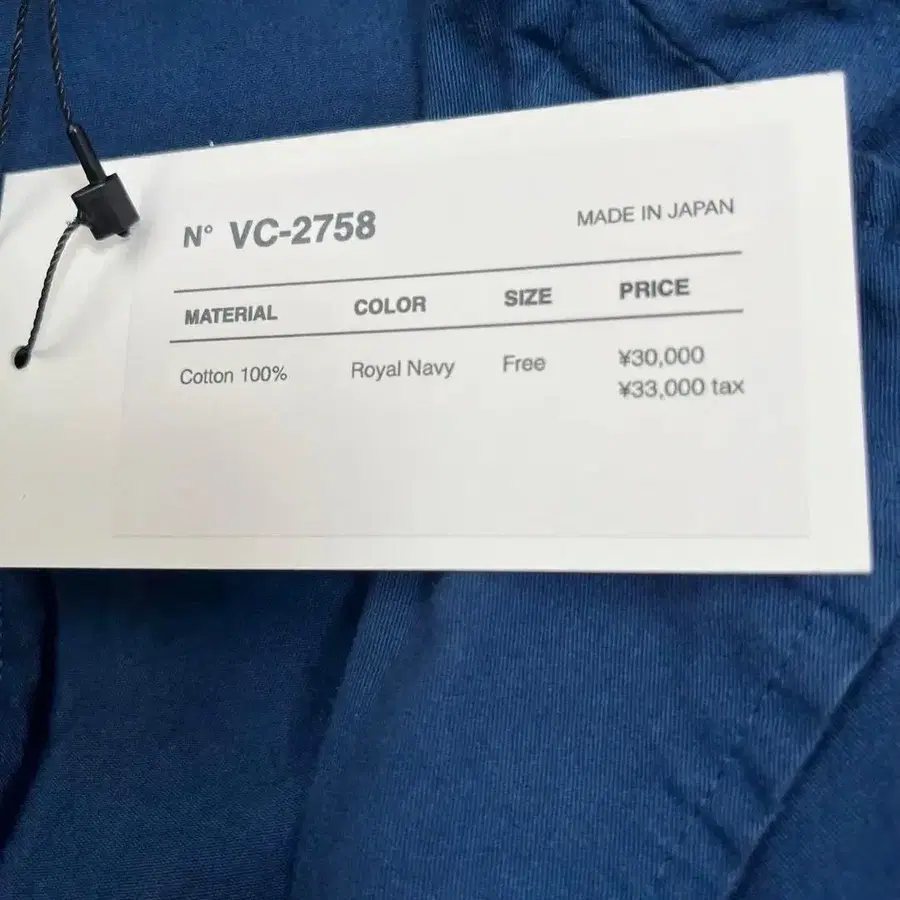 N° VC-2758 MADE IN JAPAN
MATERIAL COLOR SIZE PRICE
Cotton 100% Royal Navy Free ¥30,000
¥33,000 tax